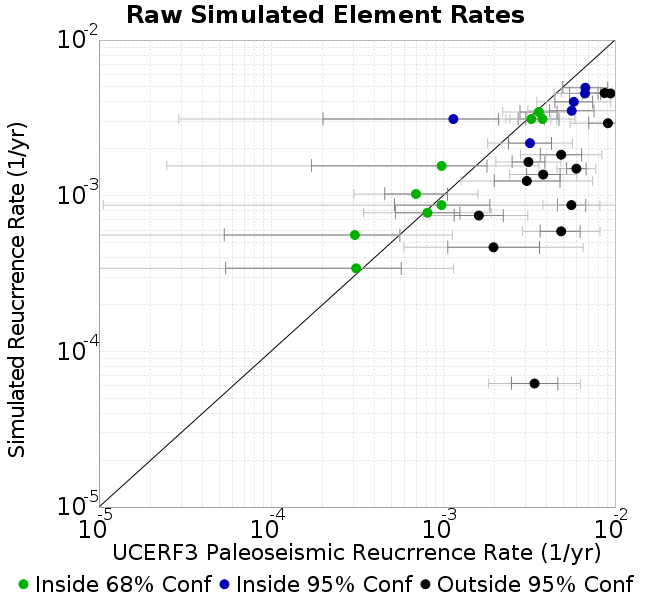 Raw Simulated Element Rates
10-2
10-3
10-4
10-5
Simulated Reucrrence Rate (1/yr)
10-5 10-4 10-3 10-2
UCERF3 Paleoseismic Reucrrence Rate (1/yr)
Inside 68% Conf Inside 95% Conf Outside 95% Conf